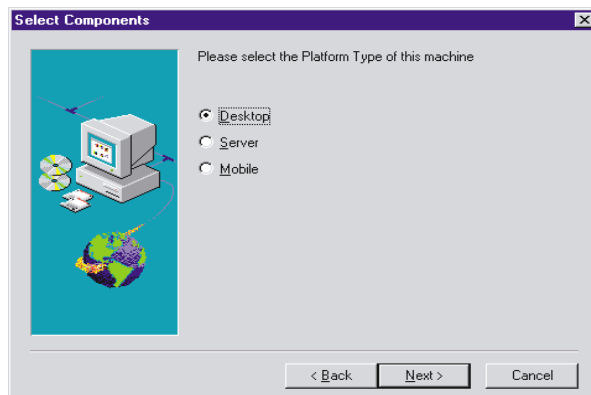 Select Components
Please select the Platform Type of this machine
Desktop
Server
Mobile
< Back
Next >
Cancel